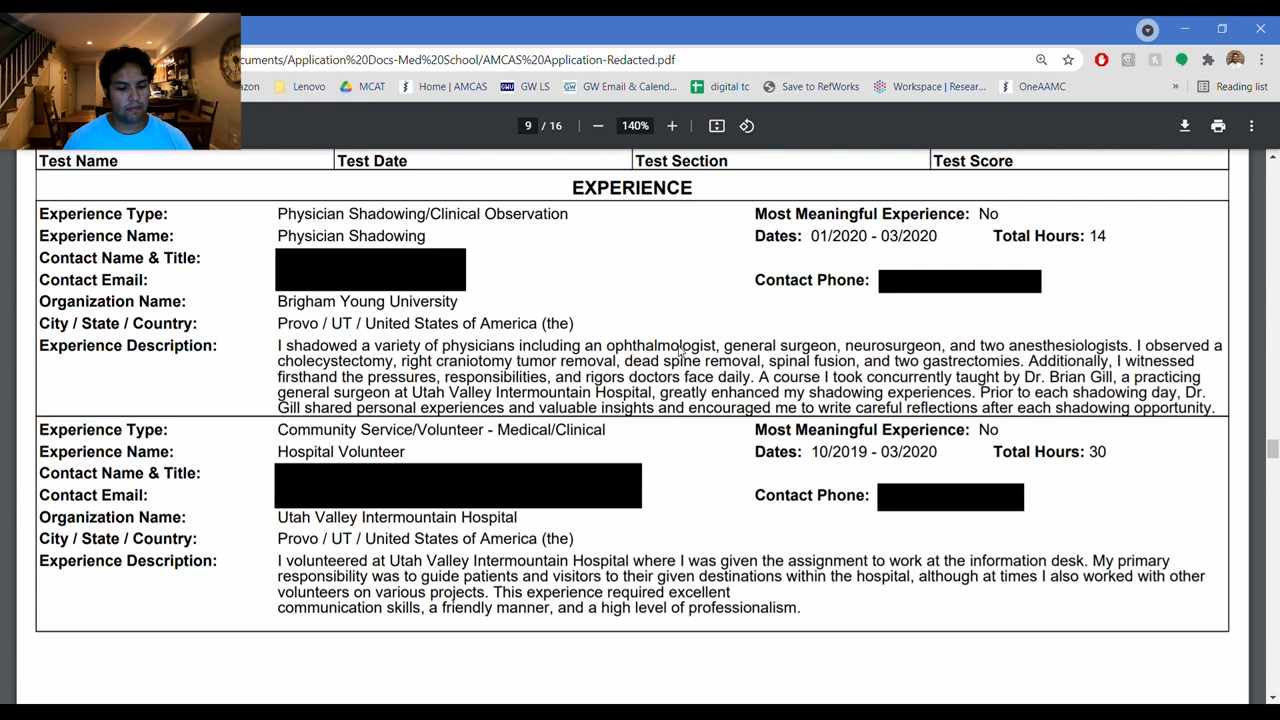 cuments/Application%20Docs-Med%20School/AMCAS%20Application-Redacted.pdf
azon Lenovo MCAT Home | AMCAS GW LS GW Email & Calend... digital tc Save to RefWorks Workspace | Resear... OneAAMC » Reading list
9 / 16 140%
Test Name Test Date Test Section Test Score
EXPERIENCE
Experience Type: Physician Shadowing/Clinical Observation Most Meaningful Experience: No
Experience Name: Physician Shadowing Dates: 01/2020 - 03/2020 Total Hours: 14
Contact Name & Title:
Contact Email: Contact Phone:
Organization Name: Brigham Young University
City / State / Country: Provo / UT / United States of America (the)
Experience Description: I shadowed a variety of physicians including an ophthalmologist, general surgeon, neurosurgeon, and two anesthesiologists. I observed a
cholecystectomy, right craniotomy tumor removal, dead spine removal, spinal fusion, and two gastrectomies. Additionally, I witnessed
firsthand the pressures, responsibilities, and rigors doctors face daily. A course I took concurrently taught by Dr. Brian Gill, a practicing
general surgeon at Utah Valley Intermountain Hospital, greatly enhanced my shadowing experiences. Prior to each shadowing day, Dr.
Gill shared personal experiences and valuable insights and encouraged me to write careful reflections after each shadowing opportunity.
Experience Type: Community Service/Volunteer - Medical/Clinical Most Meaningful Experience: No
Experience Name: Hospital Volunteer Dates: 10/2019 - 03/2020 Total Hours: 30
Contact Name & Title:
Contact Email: Contact Phone:
Organization Name: Utah Valley Intermountain Hospital
City / State / Country: Provo / UT / United States of America (the)
Experience Description: I volunteered at Utah Valley Intermountain Hospital where I was given the assignment to work at the information desk. My primary
responsibility was to guide patients and visitors to their given destinations within the hospital, although at times I also worked with other
volunteers on various projects. This experience required excellent
communication skills, a friendly manner, and a high level of professionalism.